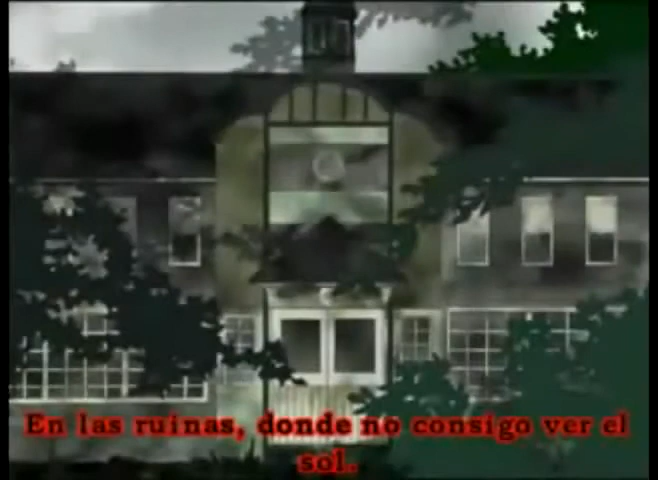 En las ruinas, donde no consigo ver el
sol.